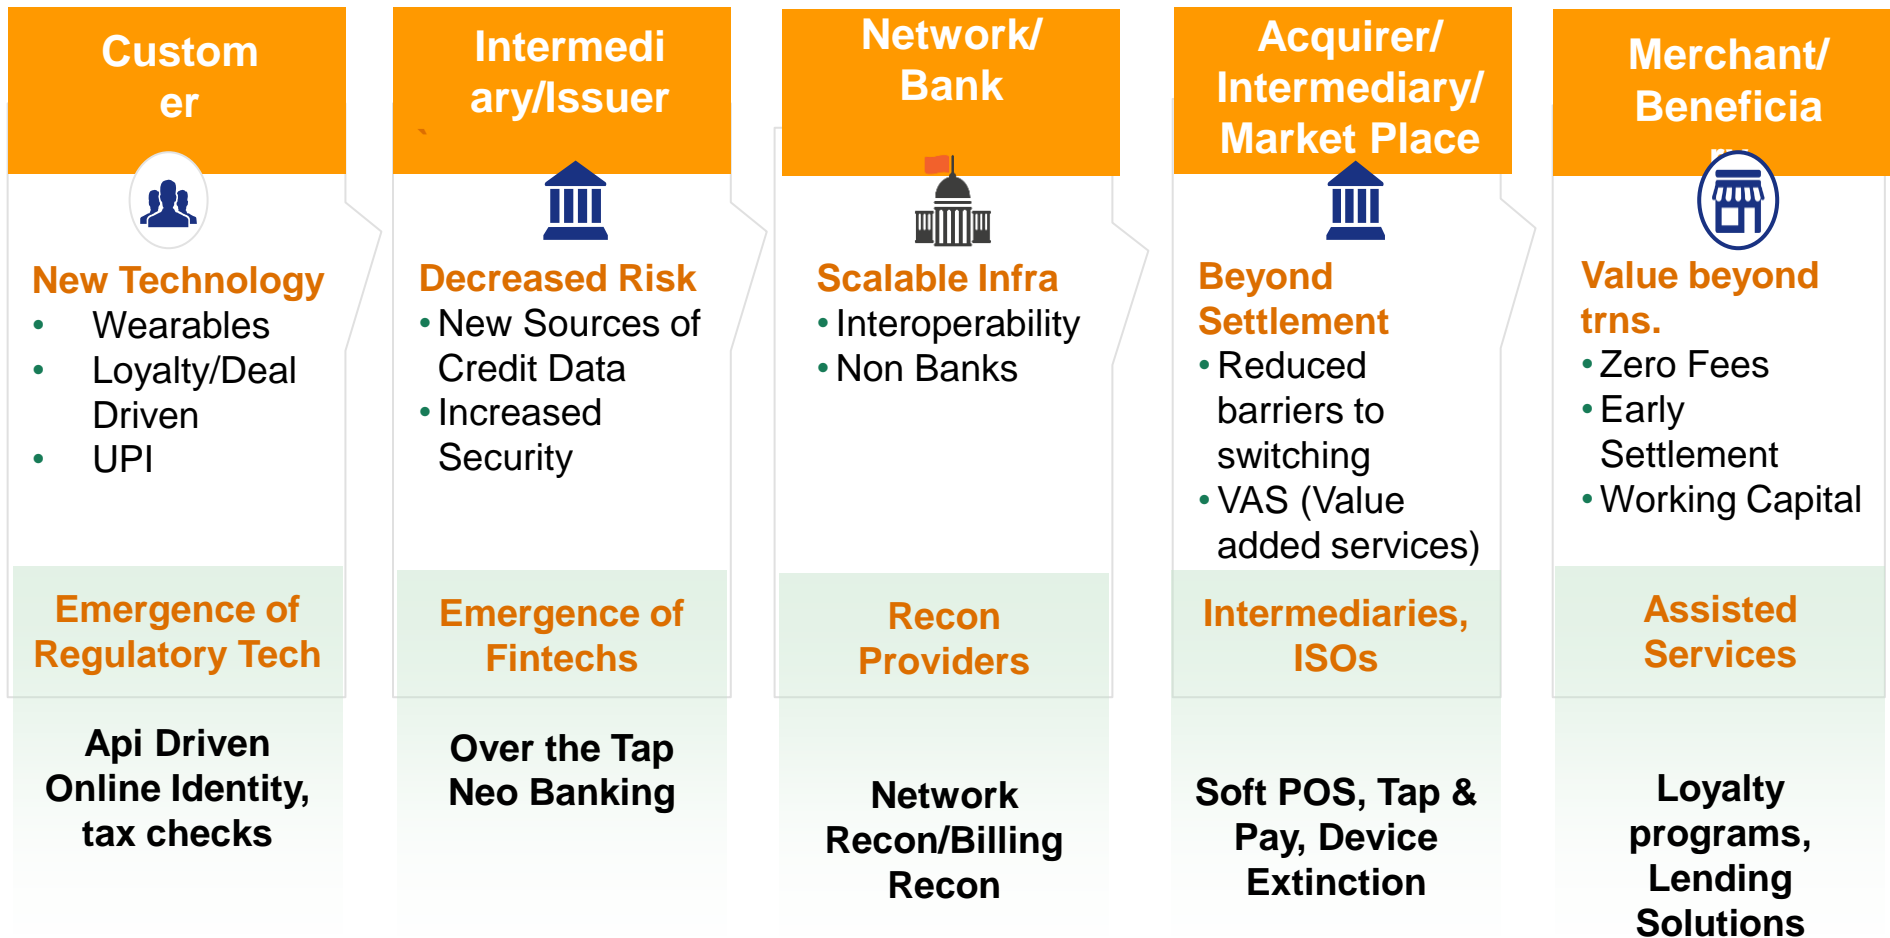 Custom
er
New Technology
• Wearables
• Loyalty/Deal
Driven
• UPI
Emergence of
Regulatory Tech
Api Driven
Online Identity,
tax checks
Intermedi
ary/Issuer
`
Decreased Risk
• New Sources of
Credit Data
• Increased
Security
Emergence of
Fintechs
Over the Tap
Neo Banking
Network/
Bank
Scalable Infra
• Interoperability
• Non Banks
Recon
Providers
Network
Recon/Billing
Recon
Acquirer/
Intermediary/
Market Place
Beyond
Settlement
• Reduced
barriers to
switching
• VAS (Value
added services)
Intermediaries,
ISOs
Soft POS, Tap &
Pay, Device
Extinction
Merchant/
Beneficia
ry
Value beyond
trns.
• Zero Fees
• Early
Settlement
• Working Capital
Assisted
Services
Loyalty
programs,
Lending
Solutions